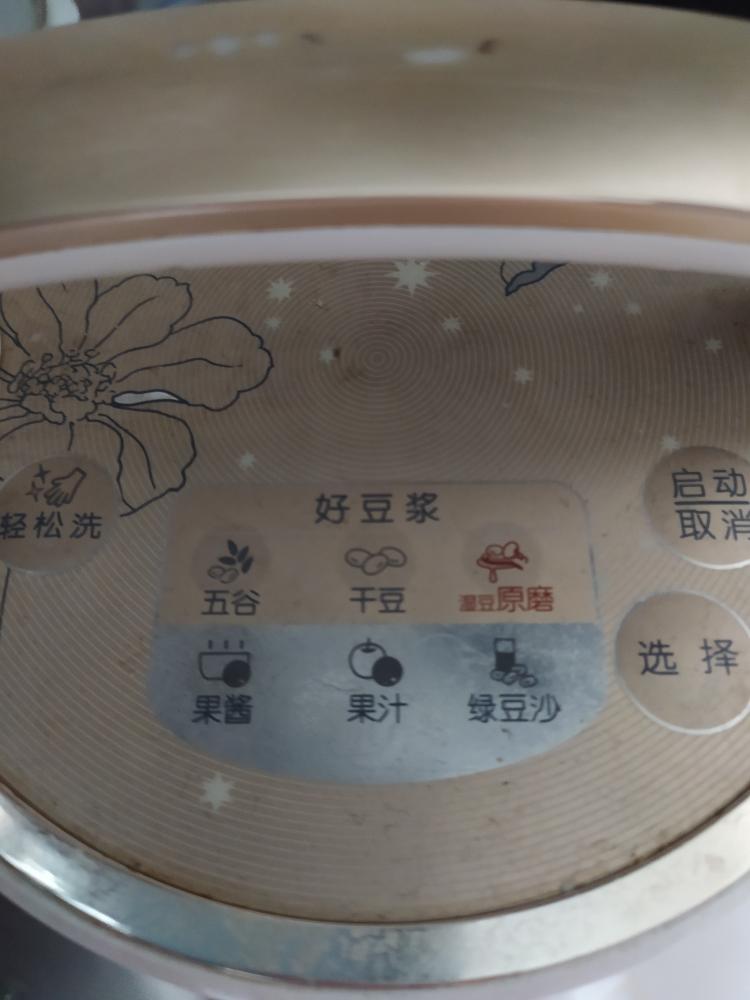 好豆浆
五谷 干豆 湿豆原磨
果酱 果汁 绿豆沙
轻松洗
启动
取消
选择